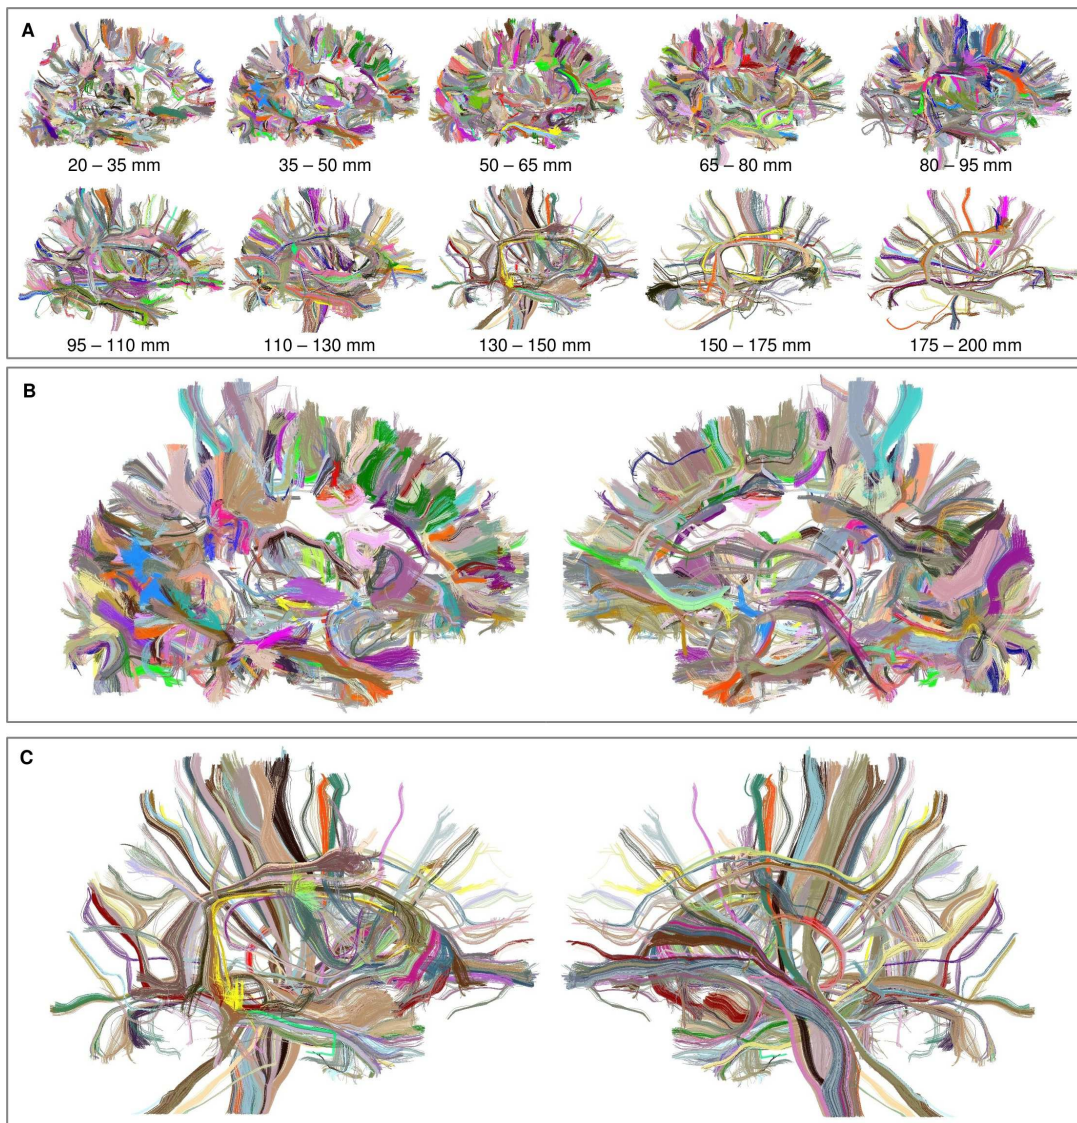 A
20 – 35 mm
35 – 50 mm
50 – 65 mm
65 – 80 mm
80 – 95 mm
95 – 110 mm
110 – 130 mm
130 – 150 mm
150 – 175 mm
175 – 200 mm
B
C